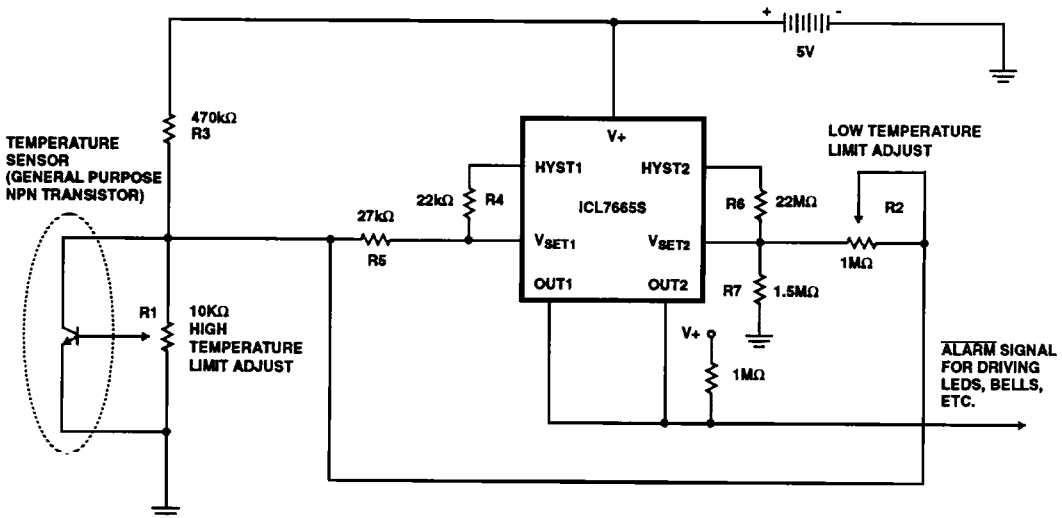 + -
5V
470kΩ
R3
TEMPERATURE
SENSOR
(GENERAL PURPOSE
NPN TRANSISTOR)
V+
LOW TEMPERATURE
LIMIT ADJUST
HYST1
HYST2
22kΩ
R4
ICL7665S
R6
22MΩ
R2
27kΩ
R5
VSET1
VSET2
1MΩ
OUT1
OUT2
R7
1.5MΩ
R1
10KΩ
HIGH
TEMPERATURE
LIMIT ADJUST
V+
1MΩ
ALARM SIGNAL
FOR DRIVING
LEDS, BELLS,
ETC.